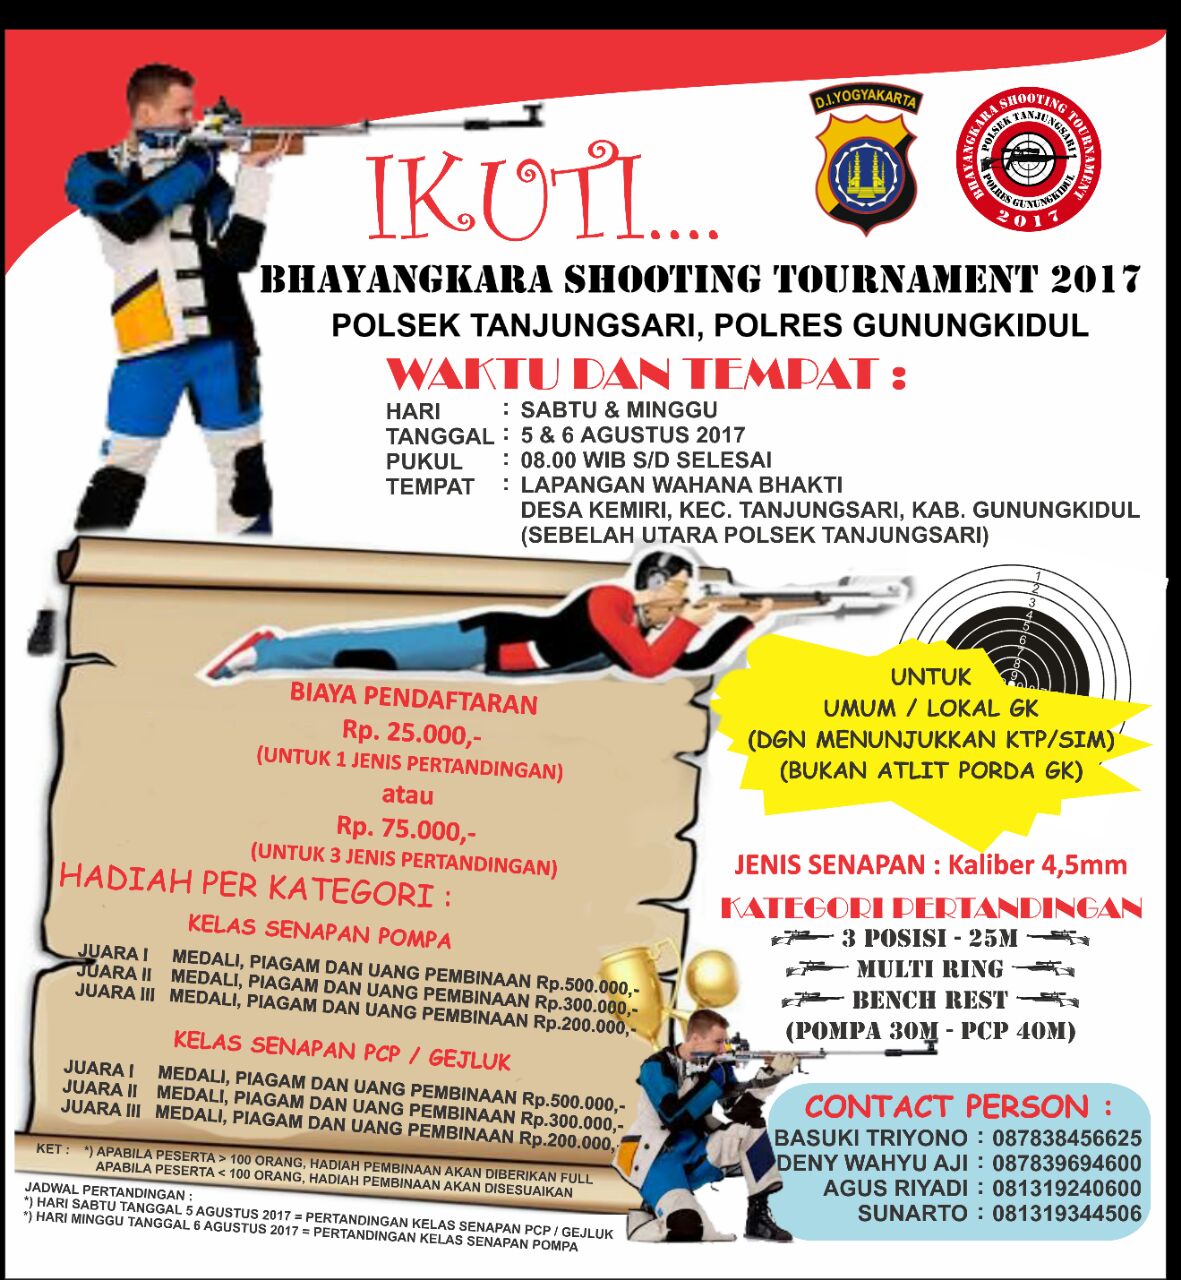 D.I.YOGYAKARTA
BHAYANGKARA SHOOTING TOURNAMENT
POLSEK TANJUNGSARI
POLRES GUNUNGKIDUL
2017
IKUTI....
BHAYANGKARA SHOOTING TOURNAMENT 2017
POLSEK TANJUNGSARI, POLRES GUNUNGKIDUL
WAKTU DAN TEMPAT :
HARI : SABTU & MINGGU
TANGGAL : 5 & 6 AGUSTUS 2017
PUKUL : 08.00 WIB S/D SELESAI
TEMPAT : LAPANGAN WAHANA BHAKTI
DESA KEMIRI, KEC. TANJUNGSARI, KAB. GUNUNGKIDUL
(SEBELAH UTARA POLSEK TANJUNGSARI)
1
2
3
4
5
6
7
8
9
UNTUK
UMUM / LOKAL GK
(DGN MENUNJUKKAN KTP/SIM)
(BUKAN ATLIT PORDA GK)
BIAYA PENDAFTARAN
Rp. 25.000,-
(UNTUK 1 JENIS PERTANDINGAN)
atau
Rp. 75.000,-
(UNTUK 3 JENIS PERTANDINGAN)
HADIAH PER KATEGORI :
KELAS SENAPAN POMPA
JUARA I MEDALI, PIAGAM DAN UANG PEMBINAAN Rp.500.000,-
JUARA II MEDALI, PIAGAM DAN UANG PEMBINAAN Rp.300.000,-
JUARA III MEDALI, PIAGAM DAN UANG PEMBINAAN Rp.200.000,-
KELAS SENAPAN PCP / GEJLUK
JUARA I MEDALI, PIAGAM DAN UANG PEMBINAAN Rp.500.000,-
JUARA II MEDALI, PIAGAM DAN UANG PEMBINAAN Rp.300.000,-
JUARA III MEDALI, PIAGAM DAN UANG PEMBINAAN Rp.200.000,-
KET : *) APABILA PESERTA > 100 ORANG, HADIAH PEMBINAAN AKAN DIBERIKAN FULL
APABILA PESERTA < 100 ORANG, HADIAH PEMBINAAN AKAN DISESUAIKAN
JADWAL PERTANDINGAN :
*) HARI SABTU TANGGAL 5 AGUSTUS 2017 = PERTANDINGAN KELAS SENAPAN PCP / GEJLUK
*) HARI MINGGU TANGGAL 6 AGUSTUS 2017 = PERTANDINGAN KELAS SENAPAN POMPA
JENIS SENAPAN : Kaliber 4,5mm
KATEGORI PERTANDINGAN
3 POSISI - 25M
MULTI RING
BENCH REST
(POMPA 30M - PCP 40M)
CONTACT PERSON :
BASUKI TRIYONO : 087838456625
DENY WAHYU AJI : 087839694600
AGUS RIYADI : 081319240600
SUNARTO : 081319344506